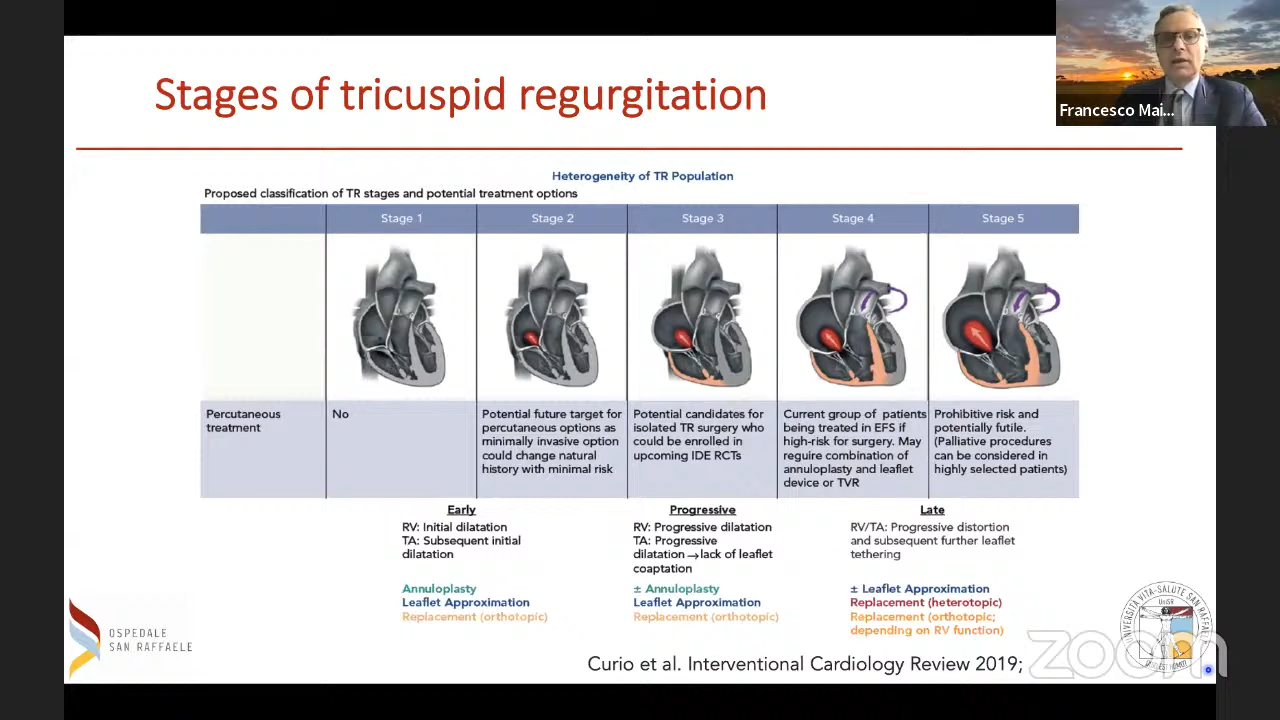 Francesco Mai...
Stages of tricuspid regurgitation
Heterogeneity of TR Population
Proposed classification of TR stages and potential treatment options
Stage 1
Stage 2
Stage 3
Stage 4
Stage 5
Percutaneous
treatment
No
Potential future target for
percutaneous options as
minimally invasive option
could change natural
history with minimal risk
Potential candidates for
isolated TR surgery who
could be enrolled in
upcoming IDE RCTs
Current group of patients
being treated in EFS if
high-risk for surgery. May
require combination of
annuloplasty and leaflet
device or TVR
Prohibitive risk and
potentially futile.
(Palliative procedures
can be considered in
highly selected patients)
Early
RV: Initial dilatation
TA: Subsequent initial
dilatation
Annuloplasty
Leaflet Approximation
Replacement (orthotopic)
Progressive
RV: Progressive dilatation
TA: Progressive
dilatation → lack of leaflet
coaptation
± Annuloplasty
Leaflet Approximation
Replacement (orthotopic)
Late
RV/TA: Progressive distortion
and subsequent further leaflet
tethering
± Leaflet Approximation
Replacement (heterotopic)
Replacement (orthotopic;
depending on RV function)
OSPEDALE
SAN RAFFAELE
UNIVERSITÀ VITA-SALUTE SAN RAFFAELE
Curio et al. Interventional Cardiology Review 2019;
zoom